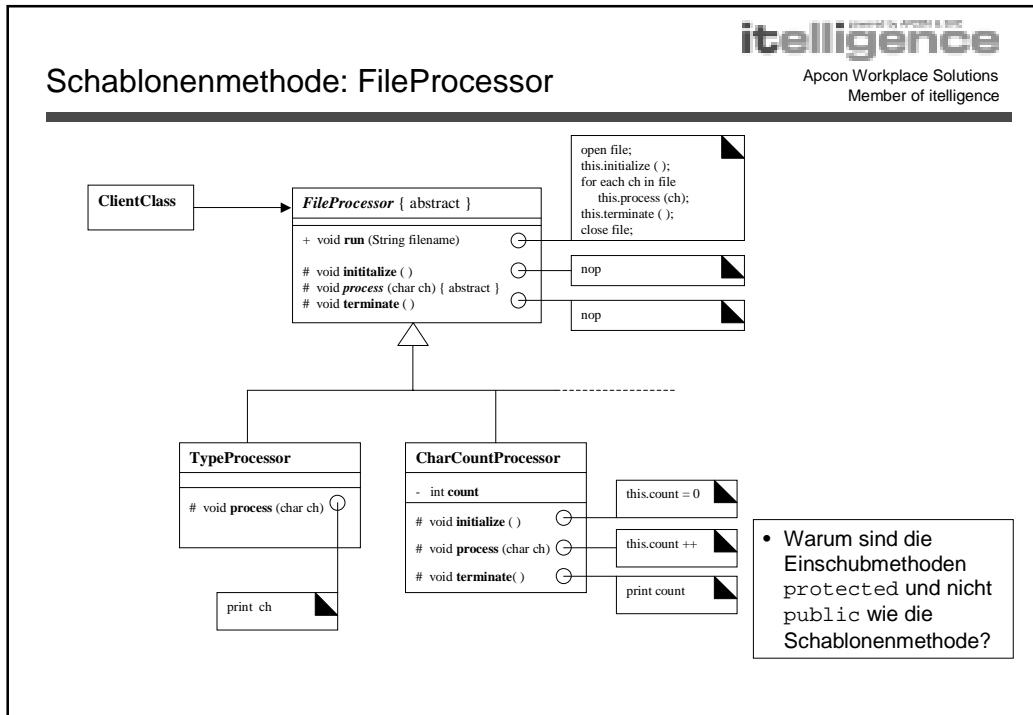 powered by APCON & SVC
itelligence
Schablonenmethode: FileProcessor
Apcon Workplace Solutions
Member of itelligence
ClientClass
FileProcessor { abstract }
+ void run (String filename)
# void inititalize ( )
# void process (char ch) { abstract }
# void terminate ( )
open file;
this.initialize ( );
for each ch in file
this.process (ch);
this.terminate ( );
close file;
nop
nop
TypeProcessor
# void process (char ch)
print ch
CharCountProcessor
- int count
# void initialize ( )
# void process (char ch)
# void terminate( )
this.count = 0
this.count ++
print count
• Warum sind die
Einschubmethoden
protected und nicht
public wie die
Schablonenmethode?